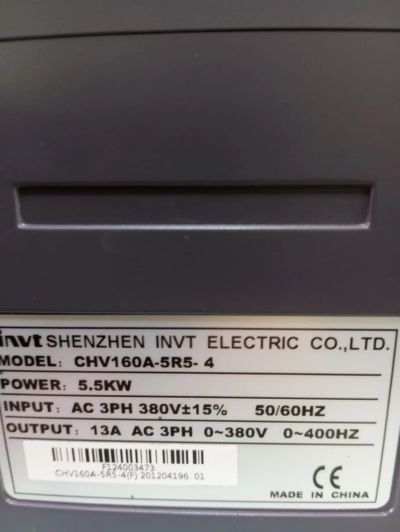 invt SHENZHEN INVT ELECTRIC CO.,LTD.
MODEL: CHV160A-5R5- 4
POWER: 5.5KW
INPUT: AC 3PH 380V±15% 50/60HZ
OUTPUT: 13A AC 3PH 0~380V 0~400HZ
F124003473
CHV160A-5R5-4(F) 201204196 01
CE
MADE IN CHINA